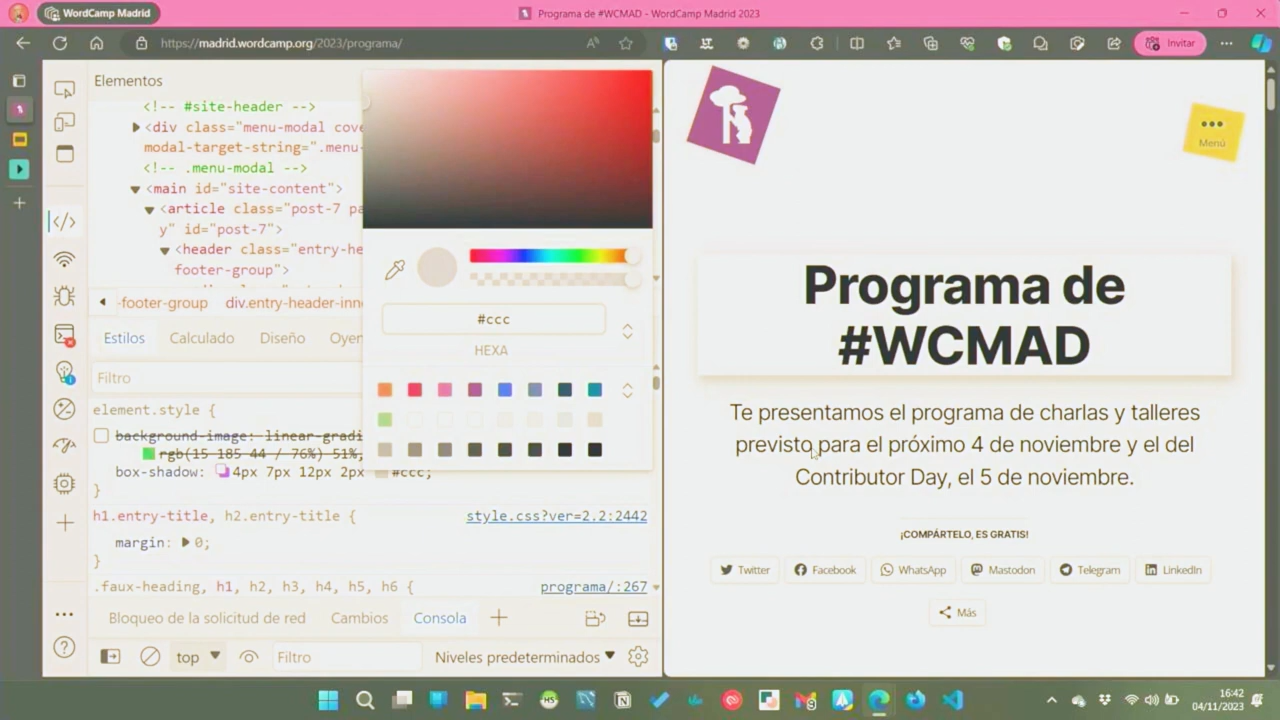 WordCamp Madrid
Programa de #WCMAD - WordCamp Madrid 2023
https://madrid.wordcamp.org/2023/programa/
Invitar
Elementos
<!-- #site-header -->
<div class="menu-modal cove
modal-target-string=".menu-
<!-- .menu-modal -->
<main id="site-content">
<article class="post-7 pa
y" id="post-7">
<header class="entry-he
footer-group">
-footer-group div.entry-header-inn
Estilos Calculado Diseño Oyen
Filtro
element.style {
background-image: linear-gradi
rgb(15 185 44 / 76%) 51%,
box-shadow: 4px 7px 12px 2px #ccc;
}
h1.entry-title, h2.entry-title { style.css?ver=2.2:2442
margin: 0;
}
.faux-heading, h1, h2, h3, h4, h5, h6 { programa/:267
Bloqueo de la solicitud de red Cambios Consola
top Filtro Niveles predeterminados
#ccc
HEXA
Menú
Programa de
#WCMAD
Te presentamos el programa de charlas y talleres
previsto para el próximo 4 de noviembre y el del
Contributor Day, el 5 de noviembre.
¡COMPÁRTELO, ES GRATIS!
Twitter Facebook WhatsApp Mastodon Telegram LinkedIn
Más
16:42
04/11/2023